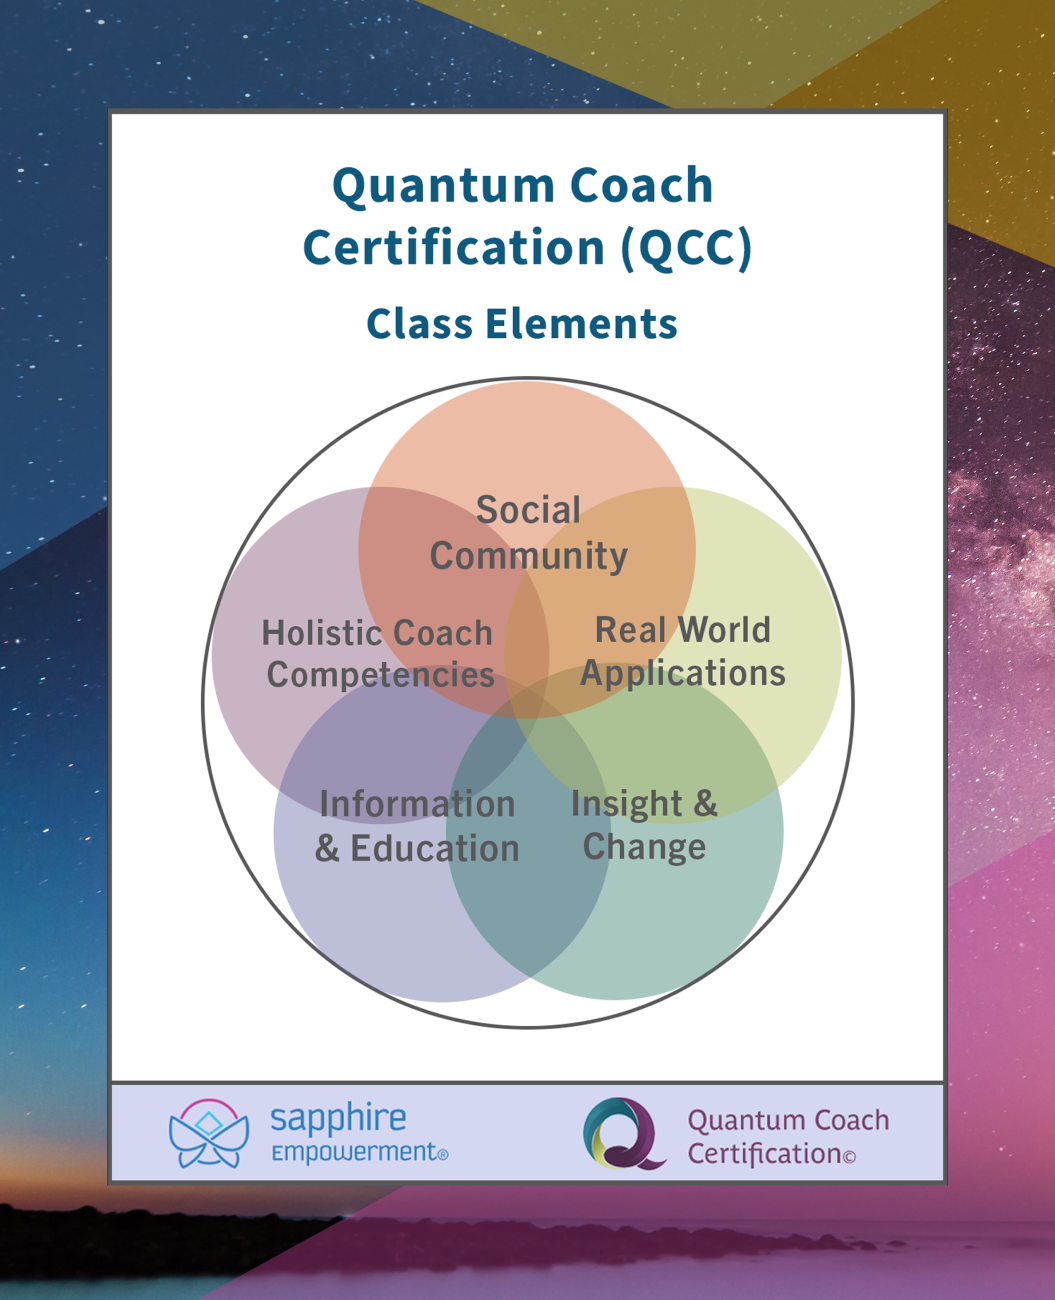 Quantum Coach
Certification (QCC)
Class Elements
Social
Community
Holistic Coach
Competencies
Real World
Applications
Information
& Education
Insight &
Change
sapphire
EMPOWERMENT®
Quantum Coach
Certification©